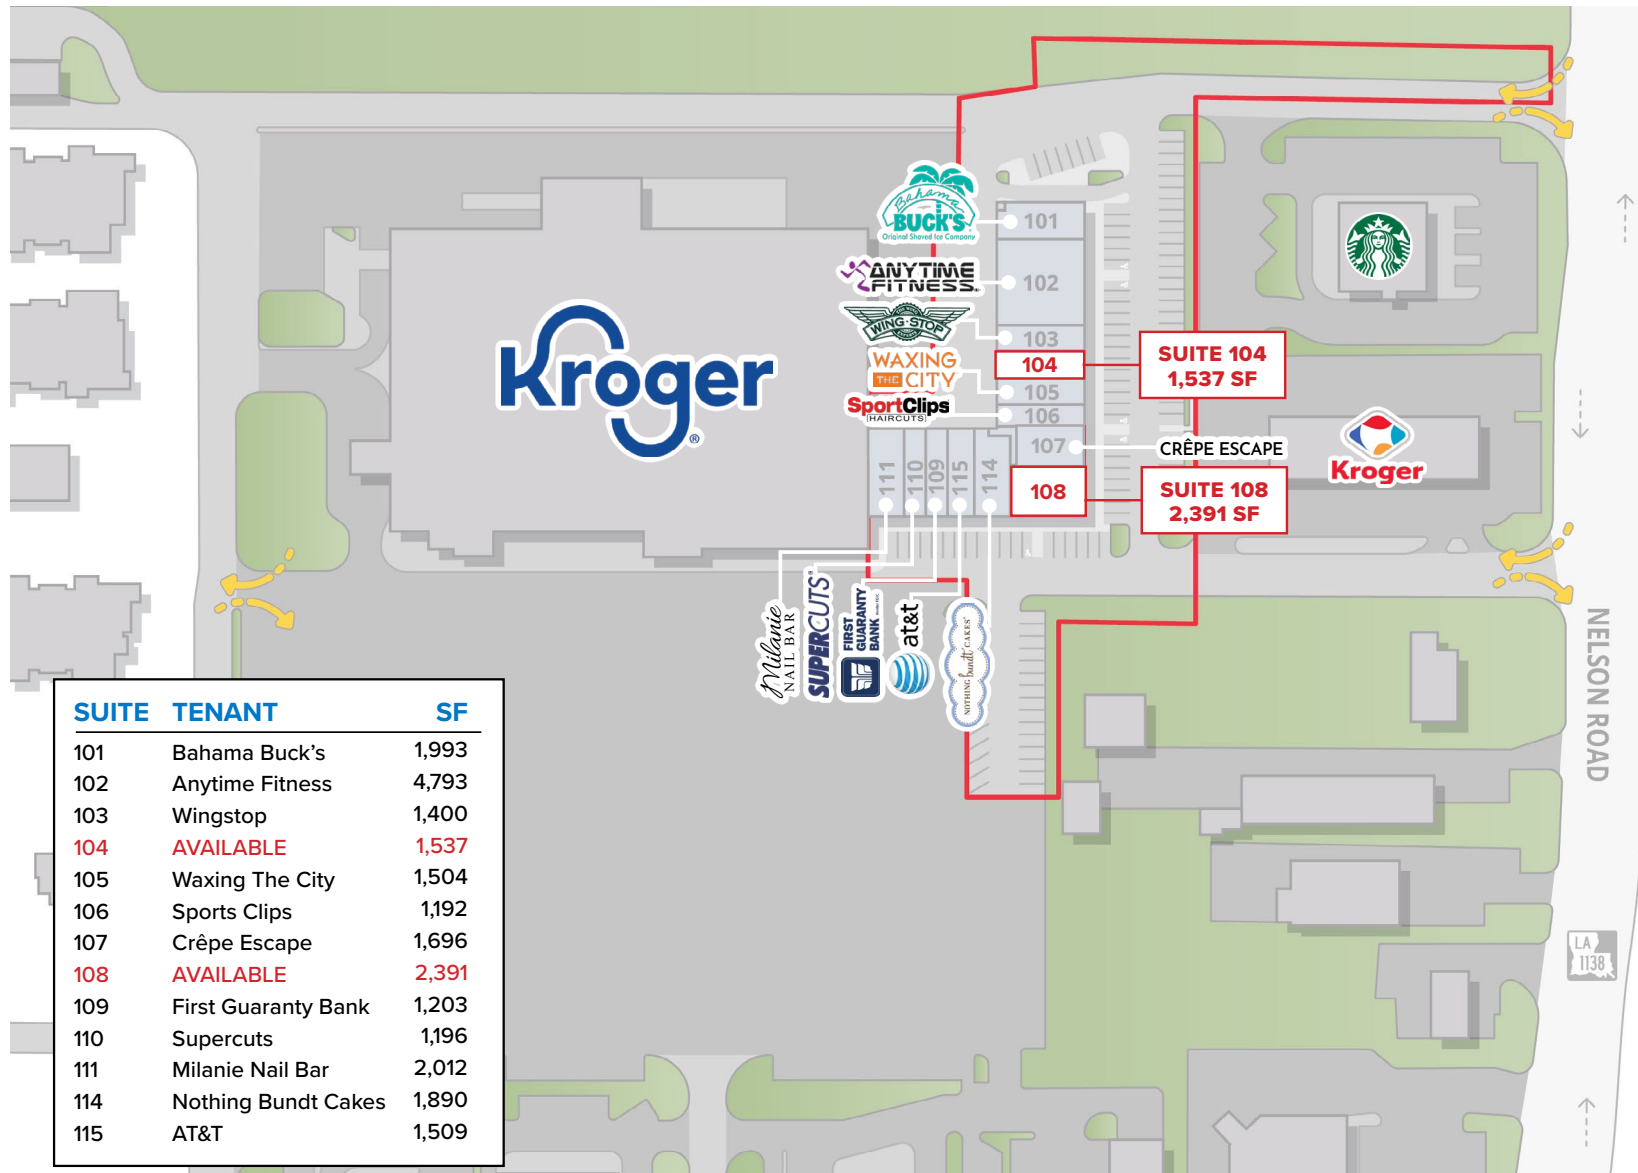 Bahama
BUCK'S
Original Shaved Ice Company
101
ANYTIME
FITNESS
102
WING·STOP
103
WAXING
THE CITY
104
SUITE 104
1,537 SF
105
SportClips
HAIRCUTS
106
107
CRÊPE ESCAPE
108
SUITE 108
2,391 SF
111
110
109
115
114
Kroger
®
Kroger
Milanie
NAIL BAR
SUPERCUTS
FIRST
GUARANTY
BANK
at&t
NOTHING bundt CAKES
NELSON ROAD
LA
1138
SUITE TENANT SF
101 Bahama Buck's 1,993
102 Anytime Fitness 4,793
103 Wingstop 1,400
104 AVAILABLE 1,537
105 Waxing The City 1,504
106 Sports Clips 1,192
107 Crêpe Escape 1,696
108 AVAILABLE 2,391
109 First Guaranty Bank 1,203
110 Supercuts 1,196
111 Milanie Nail Bar 2,012
114 Nothing Bundt Cakes 1,890
115 AT&T 1,509